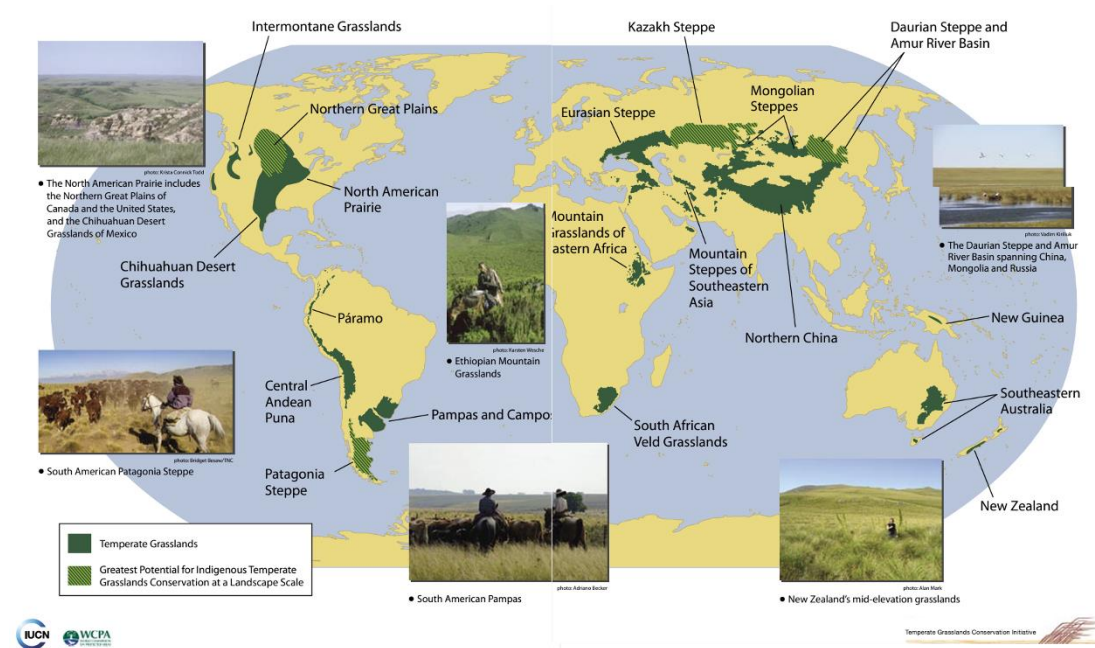 Intermontane Grasslands
Kazakh Steppe
Daurian Steppe and
Amur River Basin
Northern Great Plains
Eurasian Steppe
Mongolian
Steppes
photo: Krista Connick Todd
• The North American Prairie includes
the Northern Great Plains of
Canada and the United States,
and the Chihuahuan Desert
Grasslands of Mexico
North American
Prairie
Mountain
Grasslands of
astern Africa
Mountain
Steppes of
Southeastern
Asia
photo: Vadim Kiriliuk
• The Daurian Steppe and Amur
River Basin spanning China,
Mongolia and Russia
Chihuahuan Desert
Grasslands
Páramo
New Guinea
Northern China
photo: Karsten Wesche
• Ethiopian Mountain
Grasslands
Central
Andean
Puna
Pampas and Campo
South African
Veld Grasslands
Southeastern
Australia
photo: Bridget Besaw/TNC
• South American Patagonia Steppe
Patagonia
Steppe
New Zealand
Temperate Grasslands
Greatest Potential for Indigenous Temperate
Grasslands Conservation at a Landscape Scale
photo: Adriano Becker
• South American Pampas
photo: Alan Mark
• New Zealand's mid-elevation grasslands
IUCN
WCPA
Temperate Grasslands Conservation Initiative